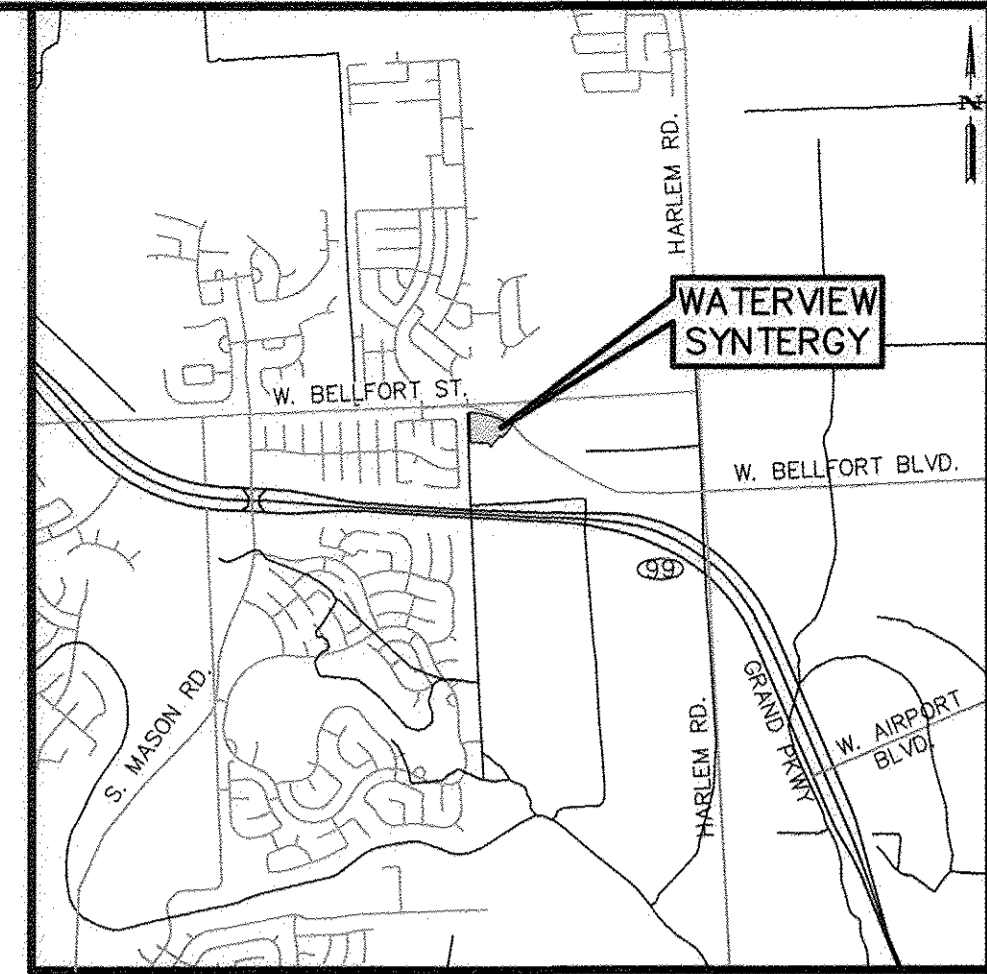 N
HARLEM RD.
WATERVIEW
SYNTERGY
W. BELLFORT ST.
W. BELLFORT BLVD.
99
S. MASON RD.
HARLEM RD.
GRAND PKWY
W. AIRPORT
BLVD.